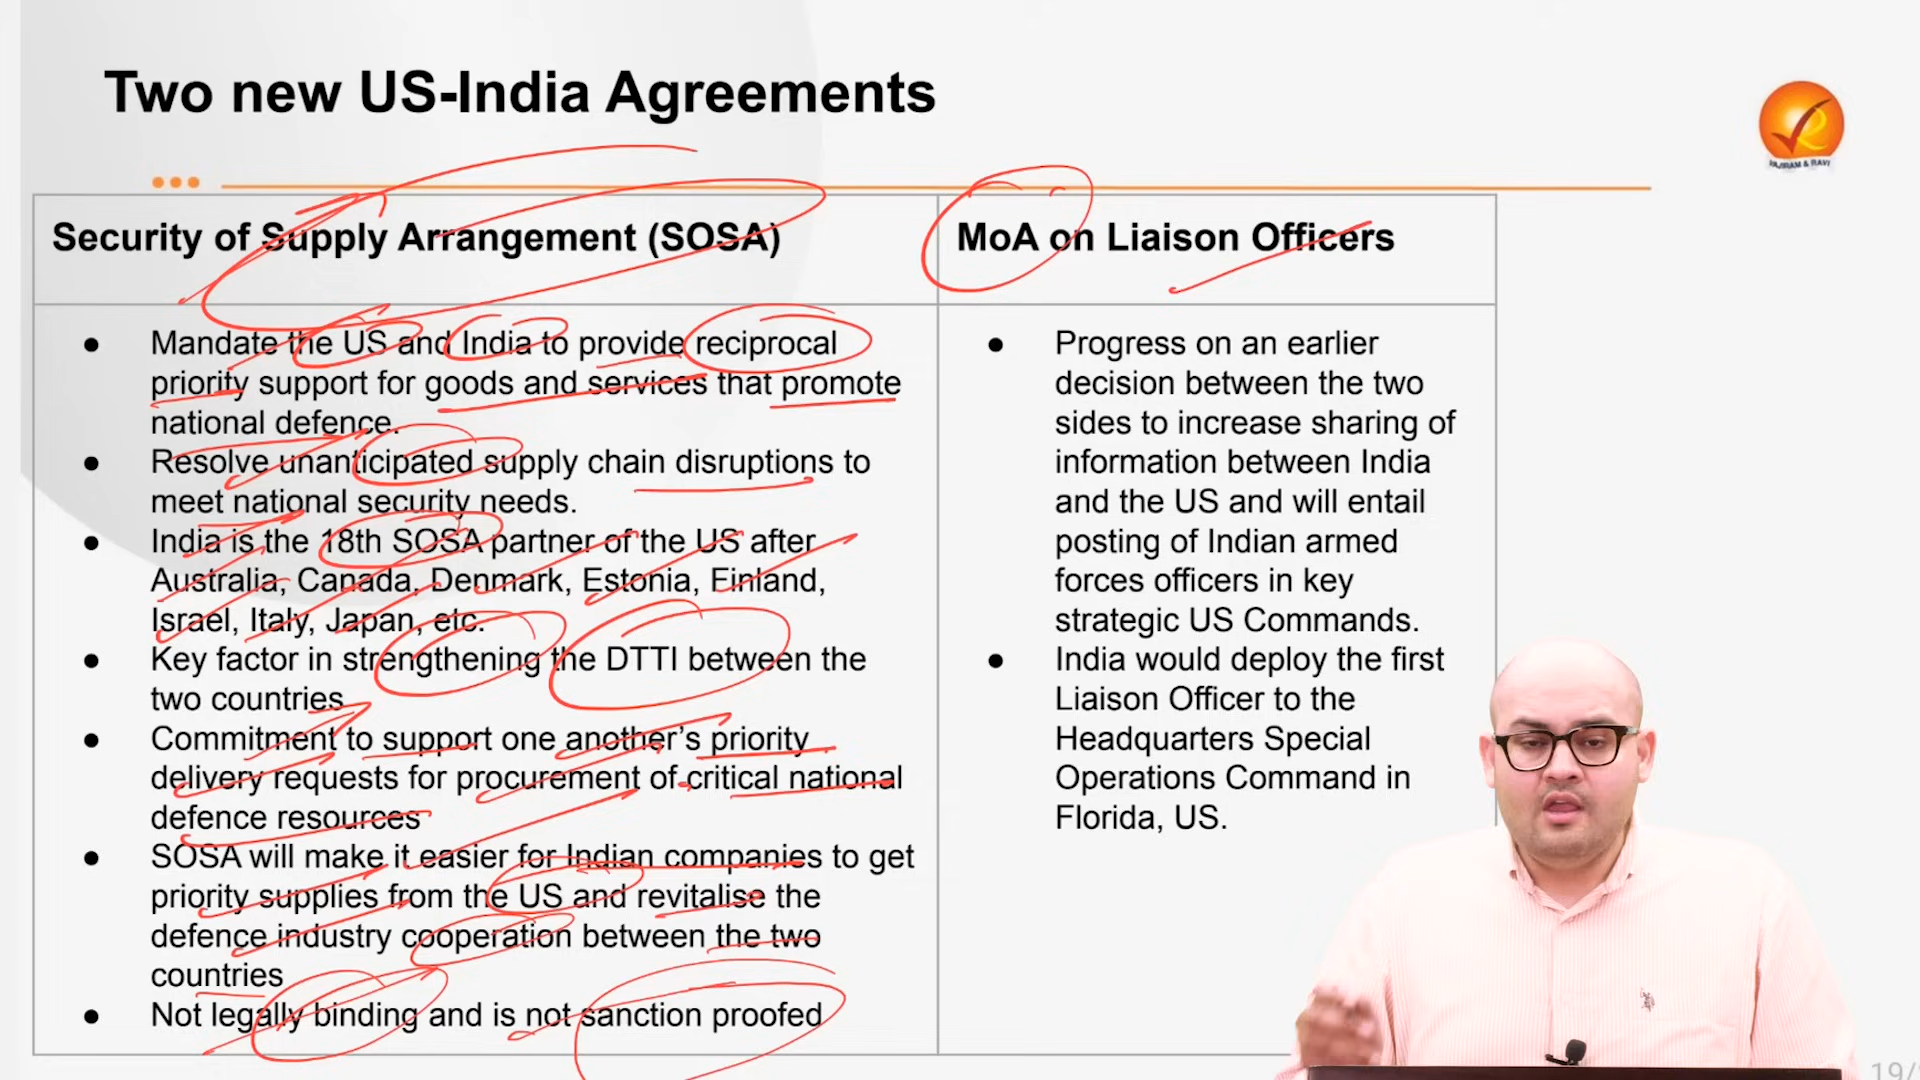 Two new US-India Agreements
VAJIRAM & RAVI
Security of Supply Arrangement (SOSA)
● Mandate the US and India to provide reciprocal
priority support for goods and services that promote
national defence.
● Resolve unanticipated supply chain disruptions to
meet national security needs.
● India is the 18th SOSA partner of the US after
Australia, Canada, Denmark, Estonia, Finland,
Israel, Italy, Japan, etc.
● Key factor in strengthening the DTTI between the
two countries
● Commitment to support one another’s priority
delivery requests for procurement of critical national
defence resources
● SOSA will make it easier for Indian companies to get
priority supplies from the US and revitalise the
defence industry cooperation between the two
countries
● Not legally binding and is not sanction proofed
MoA on Liaison Officers
● Progress on an earlier
decision between the two
sides to increase sharing of
information between India
and the US and will entail
posting of Indian armed
forces officers in key
strategic US Commands.
● India would deploy the first
Liaison Officer to the
Headquarters Special
Operations Command in
Florida, US.